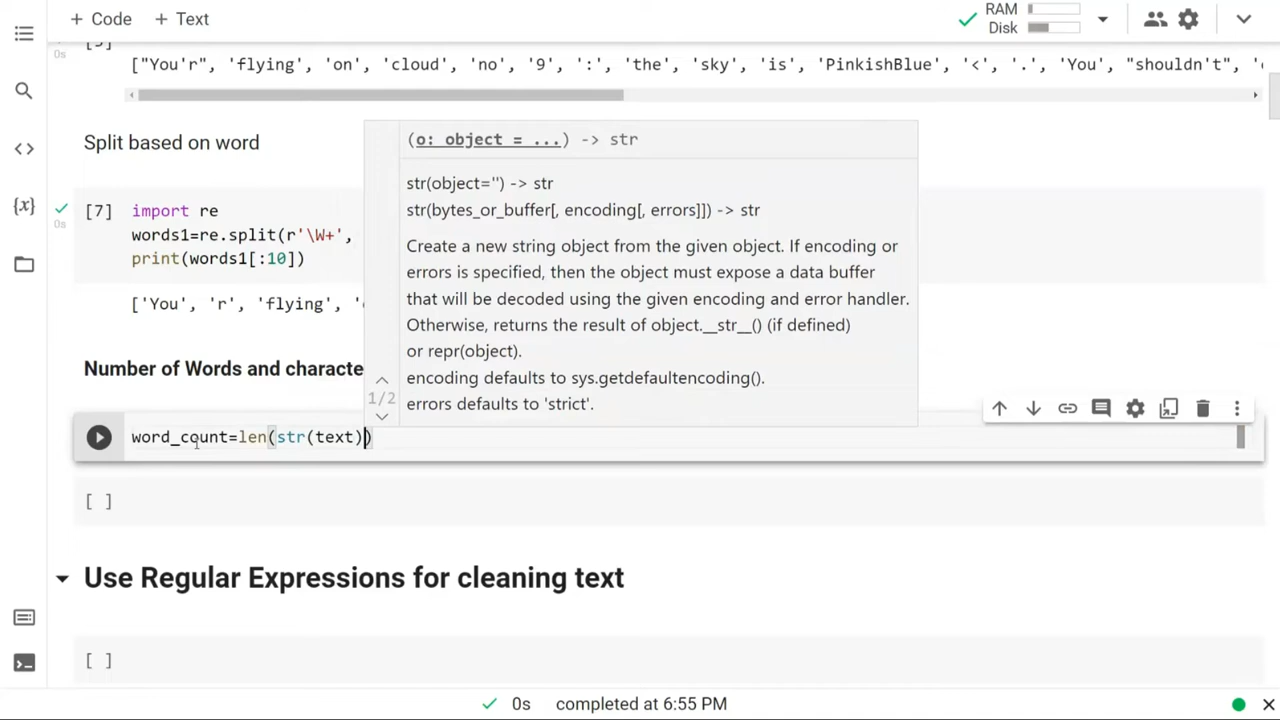 + Code + Text
RAM
Disk
0s
["You'r", 'flying', 'on', 'cloud', 'no', '9', ':', 'the', 'sky', 'is', 'PinkishBlue', '<', '.', 'You', "shouldn't",
Split based on word
[7] import re
0s
words1=re.split(r'\W+',
print(words1[:10])
['You', 'r', 'flying',
(o: object = ...) -> str
str(object='') -> str
str(bytes_or_buffer[, encoding[, errors]]) -> str
Create a new string object from the given object. If encoding or
errors is specified, then the object must expose a data buffer
that will be decoded using the given encoding and error handler.
Otherwise, returns the result of object.__str__() (if defined)
or repr(object).
encoding defaults to sys.getdefaultencoding().
errors defaults to 'strict'.
1/2
Number of Words and characte
word_count=len(str(text))
[ ]
Use Regular Expressions for cleaning text
[ ]
0s completed at 6:55 PM